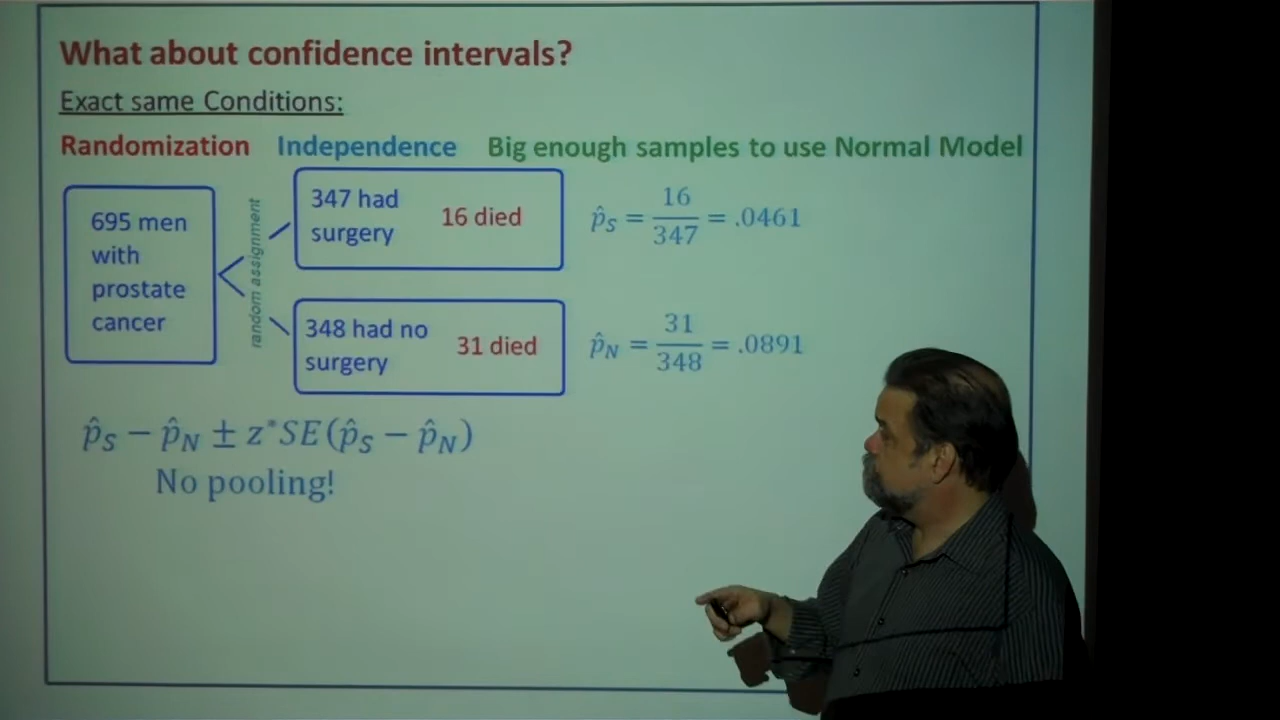 What about confidence intervals?
Exact same Conditions:
Randomization Independence Big enough samples to use Normal Model
695 men
with
prostate
cancer
random assignment
347 had
surgery
16 died
p̂S = 16/347 = .0461
348 had no
surgery
31 died
p̂N = 31/348 = .0891
p̂S − p̂N ± z*SE(p̂S − p̂N)
No pooling!